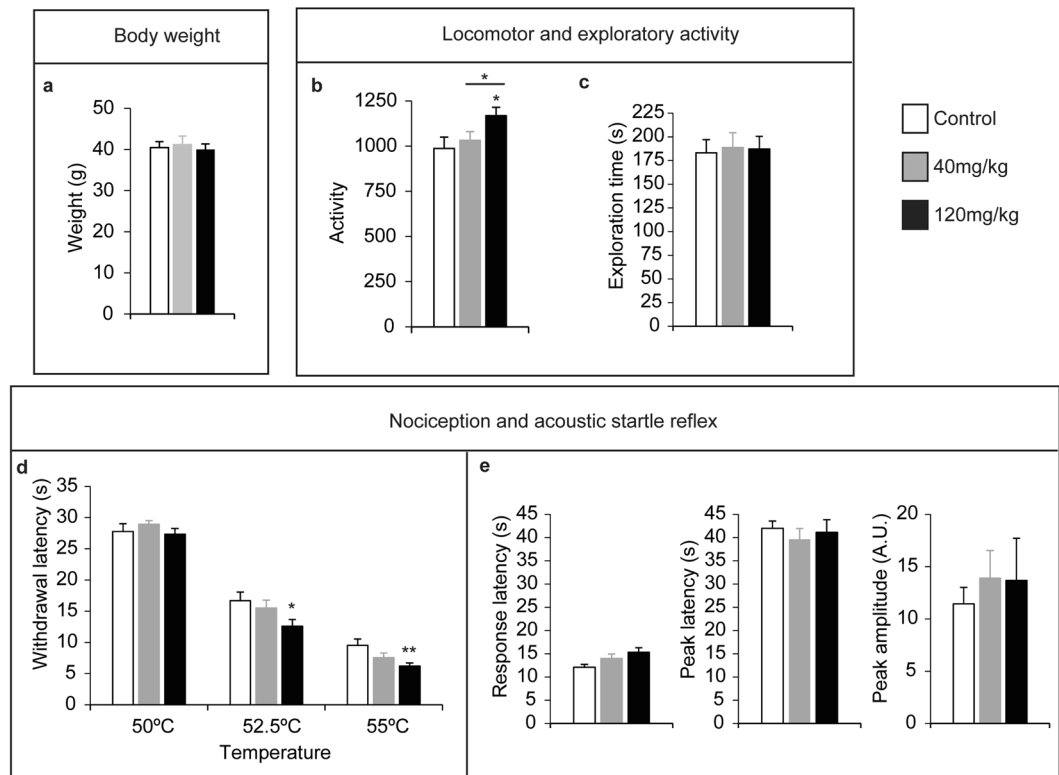 Body weight
Locomotor and exploratory activity
a
Weight (g)
50
40
30
20
10
0
b
Activity
1250
1000
750
500
250
0
*
*
c
Exploration time (s)
225
200
175
150
125
100
75
50
25
0
Control
40mg/kg
120mg/kg
Nociception and acoustic startle reflex
d
Withdrawal latency (s)
35
30
25
20
15
10
5
0
*
**
50ºC
52.5ºC
55ºC
Temperature
e
Response latency (s)
45
40
35
30
25
20
15
10
5
0
Peak latency (s)
45
40
35
30
25
20
15
10
5
0
Peak amplitude (A.U.)
20
15
10
5
0